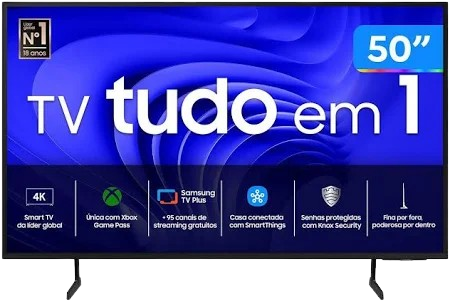 Líder global
Nº1
18 anos
50”
TV tudo em 1
4K
Smart TV
da líder global
Única com Xbox
Game Pass
Samsung
TV Plus
+95 canais de
streaming gratuitos
Casa conectada
com SmartThings
Senhas protegidas
com Knox Security
Fina por fora,
poderosa por dentro